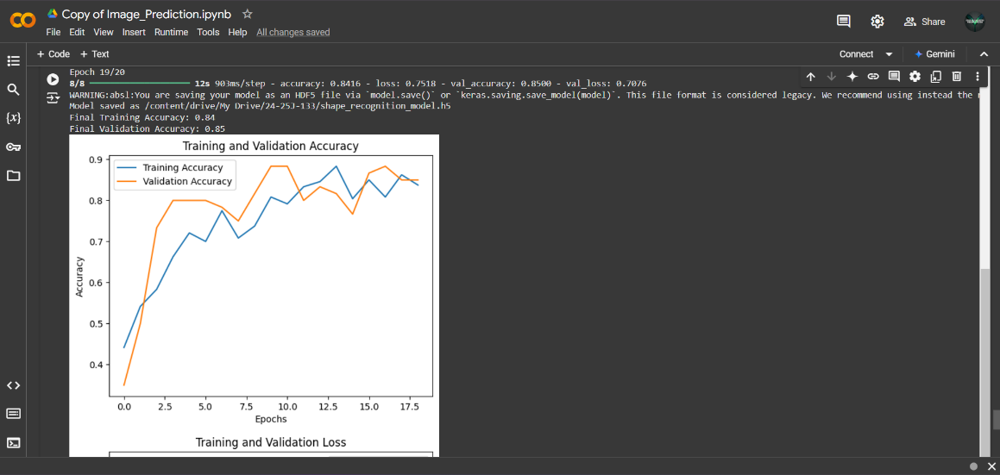 Copy of Image_Prediction.ipynb
File Edit View Insert Runtime Tools Help All changes saved
Share
+ Code + Text
Connect
Gemini
Epoch 19/20
8/8 12s 903ms/step - accuracy: 0.8416 - loss: 0.7518 - val_accuracy: 0.8500 - val_loss: 0.7076
WARNING:absl:You are saving your model as an HDF5 file via `model.save()` or `keras.saving.save_model(model)`. This file format is considered legacy. We recommend using instead the
Model saved as /content/drive/My Drive/24-25J-133/shape_recognition_model.h5
Final Training Accuracy: 0.84
Final Validation Accuracy: 0.85
Training and Validation Accuracy
Training Accuracy
Validation Accuracy
0.9
0.8
0.7
0.6
0.5
0.4
Accuracy
0.0 2.5 5.0 7.5 10.0 12.5 15.0 17.5
Epochs
Training and Validation Loss